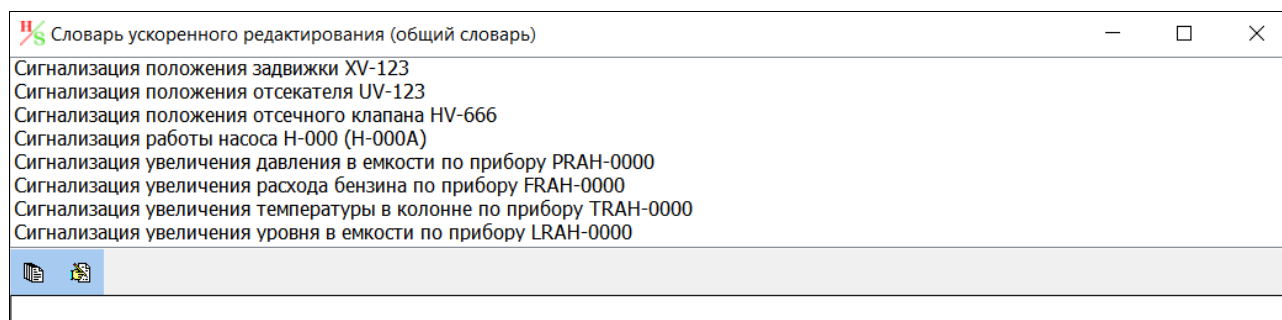 H/S Словарь ускоренного редактирования (общий словарь)
Сигнализация положения задвижки XV-123
Сигнализация положения отсекателя UV-123
Сигнализация положения отсечного клапана HV-666
Сигнализация работы насоса Н-000 (Н-000А)
Сигнализация увеличения давления в емкости по прибору PRAH-0000
Сигнализация увеличения расхода бензина по прибору FRAH-0000
Сигнализация увеличения температуры в колонне по прибору TRAH-0000
Сигнализация увеличения уровня в емкости по прибору LRAH-0000